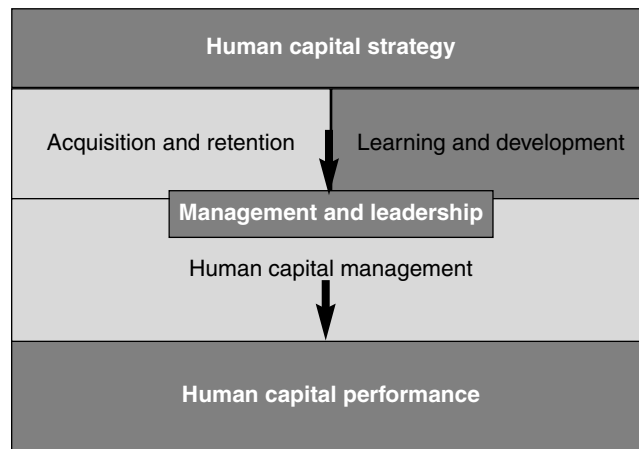 Human capital strategy
Acquisition and retention
Learning and development
Management and leadership
Human capital management
Human capital performance